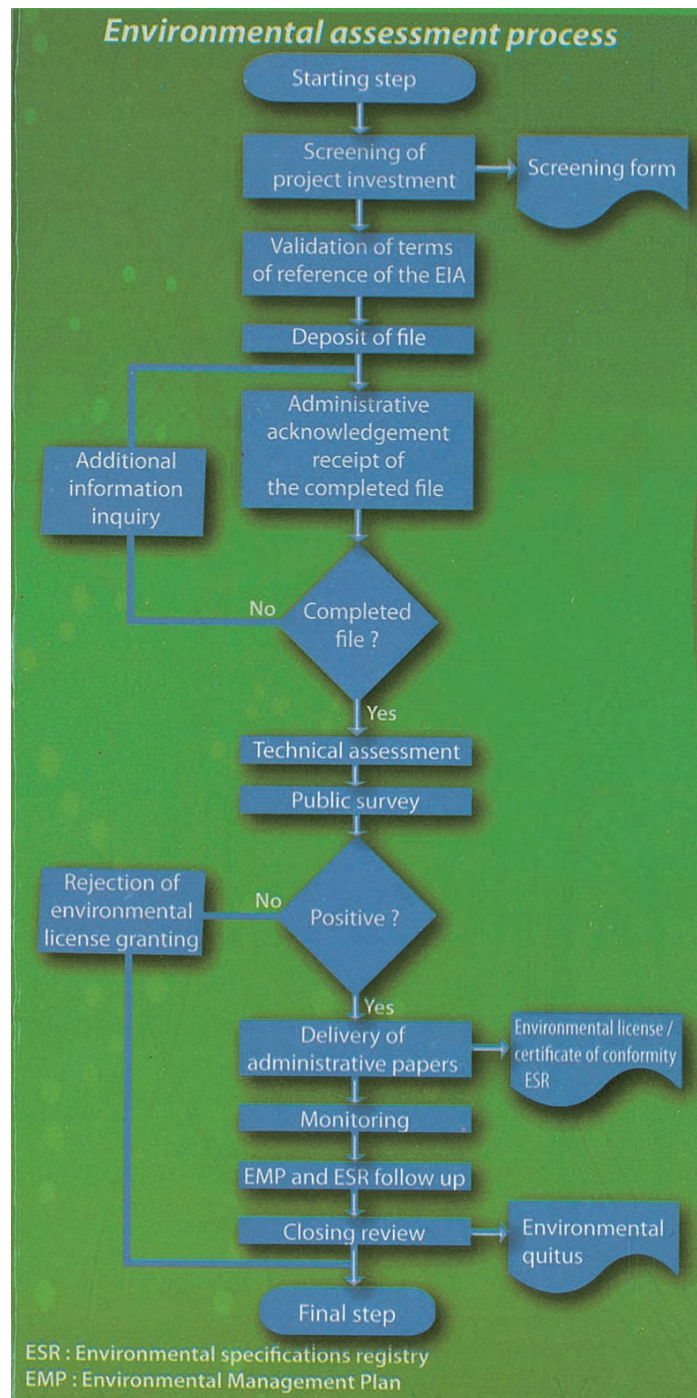 Environmental assessment process
Starting step
Screening of
project investment
Screening form
Validation of terms
of reference of the EIA
Deposit of file
Administrative
acknowledgement
receipt of
the completed file
Additional
information
inquiry
No
Completed
file ?
Yes
Technical assessment
Public survey
Rejection of
environmental
license granting
No
Positive ?
Yes
Delivery of
administrative papers
Environmental license /
certificate of conformity
ESR
Monitoring
EMP and ESR follow up
Closing review
Environmental
quitus
Final step
ESR : Environmental specifications registry
EMP : Environmental Management Plan